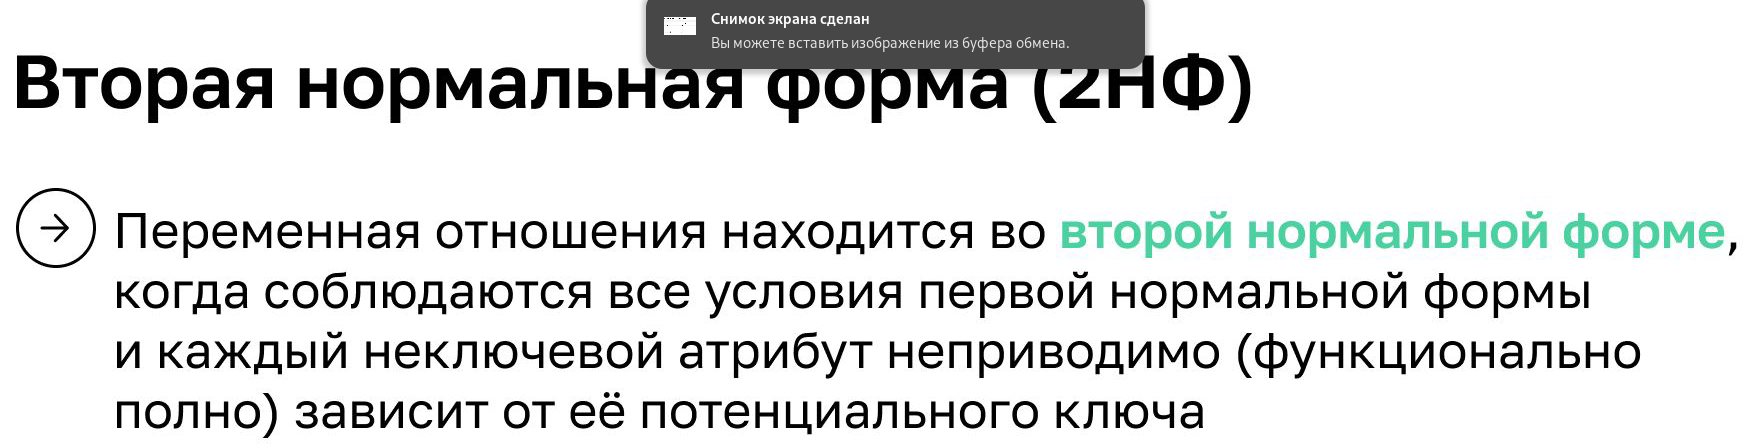 Снимок экрана сделан
Вы можете вставить изображение из буфера обмена.
Вторая нормальная форма (2НФ)
Переменная отношения находится во второй нормальной форме,
когда соблюдаются все условия первой нормальной формы
и каждый неключевой атрибут неприводимо (функционально
полно) зависит от её потенциального ключа